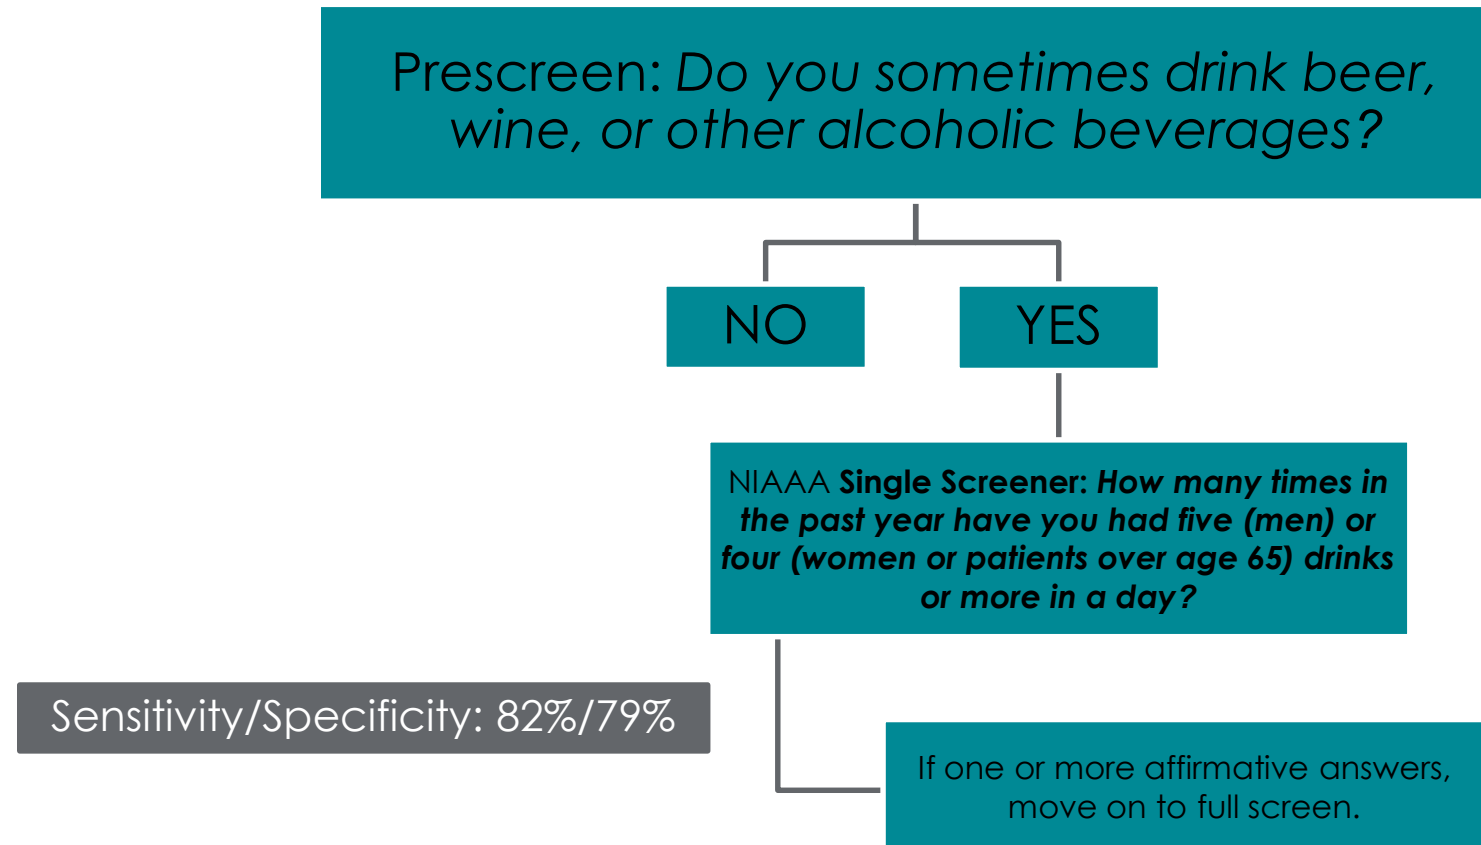 Prescreen: Do you sometimes drink beer,
wine, or other alcoholic beverages?
NO
YES
NIAAA Single Screener: How many times in
the past year have you had five (men) or
four (women or patients over age 65) drinks
or more in a day?
Sensitivity/Specificity: 82%/79%
If one or more affirmative answers,
move on to full screen.